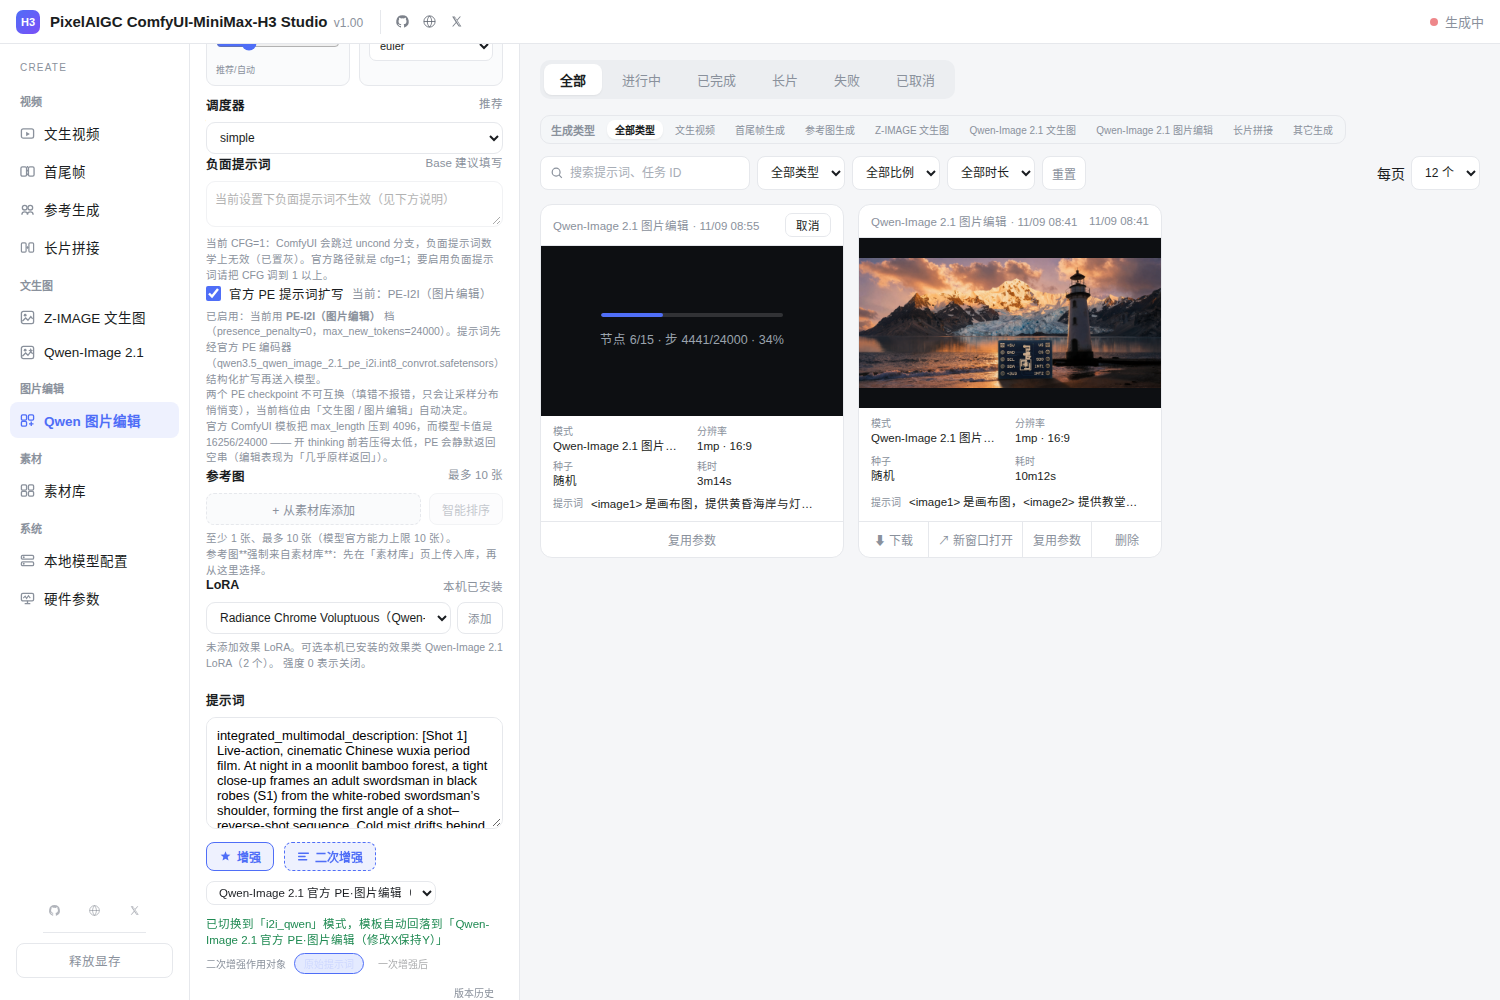 H3 PixelAIGC ComfyUI-MiniMax-H3 Studio v1.00
生成中
CREATE
视频
文生视频
首尾帧
参考生成
长片拼接
文生图
Z-IMAGE 文生图
Qwen-Image 2.1
图片编辑
Qwen 图片编辑
素材
素材库
系统
本地模型配置
硬件参数
释放显存
euler
推荐/自动
调度器 推荐
simple
负面提示词 Base 建议填写
当前设置下负面提示词不生效（见下方说明）
当前 CFG=1：ComfyUI 会跳过 uncond 分支，负面提示词数
学上无效（已置灰）。官方路径就是 cfg=1；要启用负面提示
词请把 CFG 调到 1 以上。
官方 PE 提示词扩写 当前：PE-I2I（图片编辑）
已启用：当前用 PE-I2I（图片编辑） 档
（presence_penalty=0，max_new_tokens=24000）。提示词先
经官方 PE 编码器
（qwen3.5_qwen_image_2.1_pe_i2i.int8_convrot.safetensors）
结构化扩写再送入模型。
两个 PE checkpoint 不可互换（填错不报错，只会让采样分布
悄悄变），当前档位由「文生图 / 图片编辑」自动决定。
官方 ComfyUI 模板把 max_length 压到 4096，而模型卡值是
16256/24000 —— 开 thinking 前若压得太低，PE 会静默返回
空串（编辑表现为「几乎原样返回」）。
参考图 最多 10 张
+ 从素材库添加 智能排序
至少 1 张、最多 10 张（模型官方能力上限 10 张）。
参考图**强制来自素材库**：先在「素材库」页上传入库，再
从这里选择。
LoRA 本机已安装
Radiance Chrome Voluptuous（Qwen- 添加
未添加效果 LoRA。可选本机已安装的效果类 Qwen-Image 2.1
LoRA（2 个）。 强度 0 表示关闭。
提示词
integrated_multimodal_description: [Shot 1]
Live-action, cinematic Chinese wuxia period
film. At night in a moonlit bamboo forest, a tight
close-up frames an adult swordsman in black
robes (S1) from the white-robed swordsman's
shoulder, forming the first angle of a shot–
reverse-shot sequence. Cold mist drifts behind
增强 二次增强
Qwen-Image 2.1 官方 PE·图片编辑
已切换到「i2i_qwen」模式，模板自动回落到「Qwen-
Image 2.1 官方 PE·图片编辑（修改X保持Y）」
二次增强作用对象 原始提示词 一次增强后
版本历史
全部 进行中 已完成 长片 失败 已取消
生成类型 全部类型 文生视频 首尾帧生成 参考图生成 Z-IMAGE 文生图 Qwen-Image 2.1 文生图 Qwen-Image 2.1 图片编辑 长片拼接 其它生成
搜索提示词、任务 ID 全部类型 全部比例 全部时长 重置 每页 12 个
Qwen-Image 2.1 图片编辑 · 11/09 08:55 取消
节点 6/15 · 步 4441/24000 · 34%
模式 分辨率
Qwen-Image 2.1 图片… 1mp · 16:9
种子 耗时
随机 3m14s
提示词 <image1> 是画布图，提供黄昏海岸与灯…
复用参数
Qwen-Image 2.1 图片编辑 · 11/09 08:41 11/09 08:41
模式 分辨率
Qwen-Image 2.1 图片… 1mp · 16:9
种子 耗时
随机 10m12s
提示词 <image1> 是画布图，<image2> 提供教堂…
下载 新窗口打开 复用参数 删除